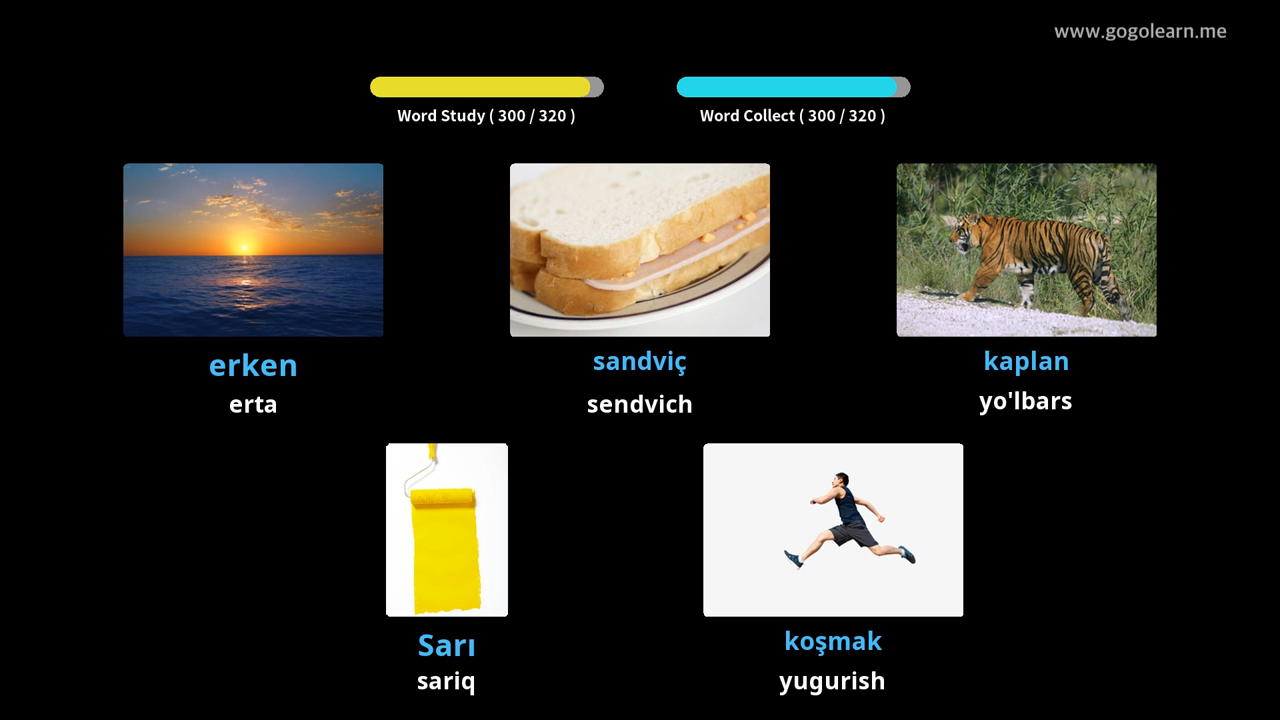 www.gogolearn.me
Word Study ( 300 / 320 )
Word Collect ( 300 / 320 )
erken
erta
sandviç
sendvich
kaplan
yo'lbars
Sarı
sariq
koşmak
yugurish